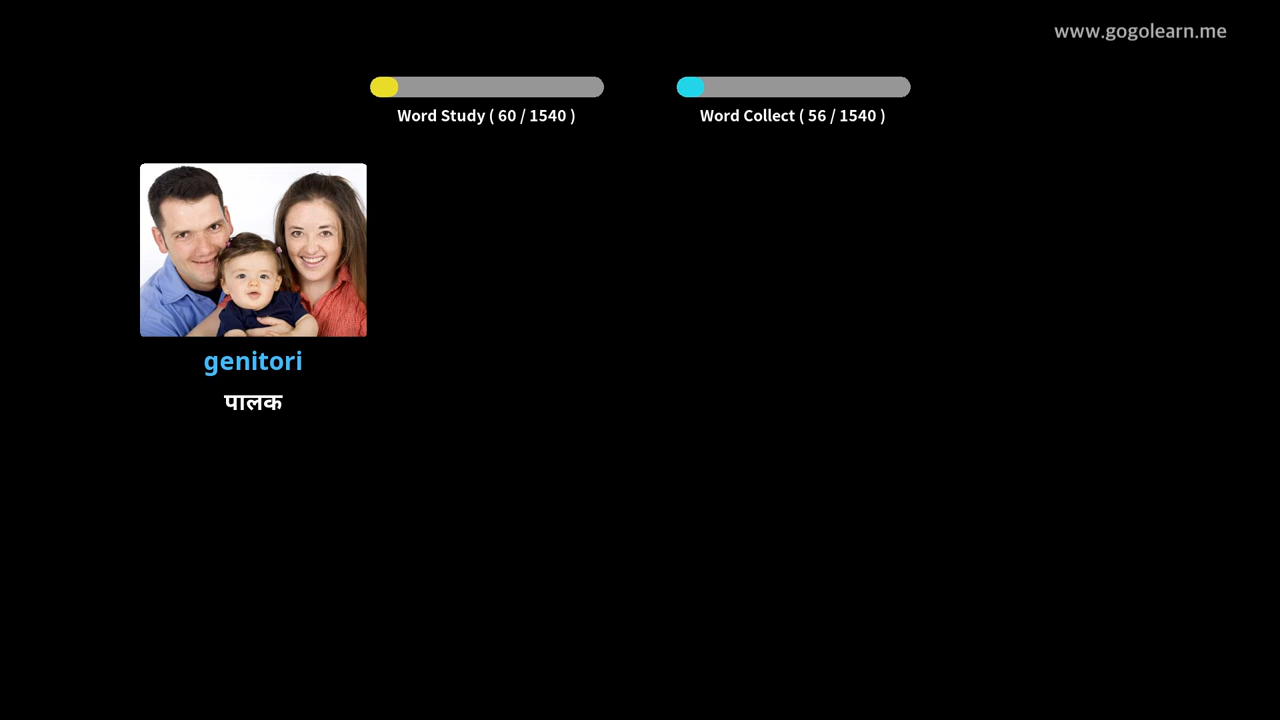 www.gogolearn.me
Word Study ( 60 / 1540 )
Word Collect ( 56 / 1540 )
genitori
पालक